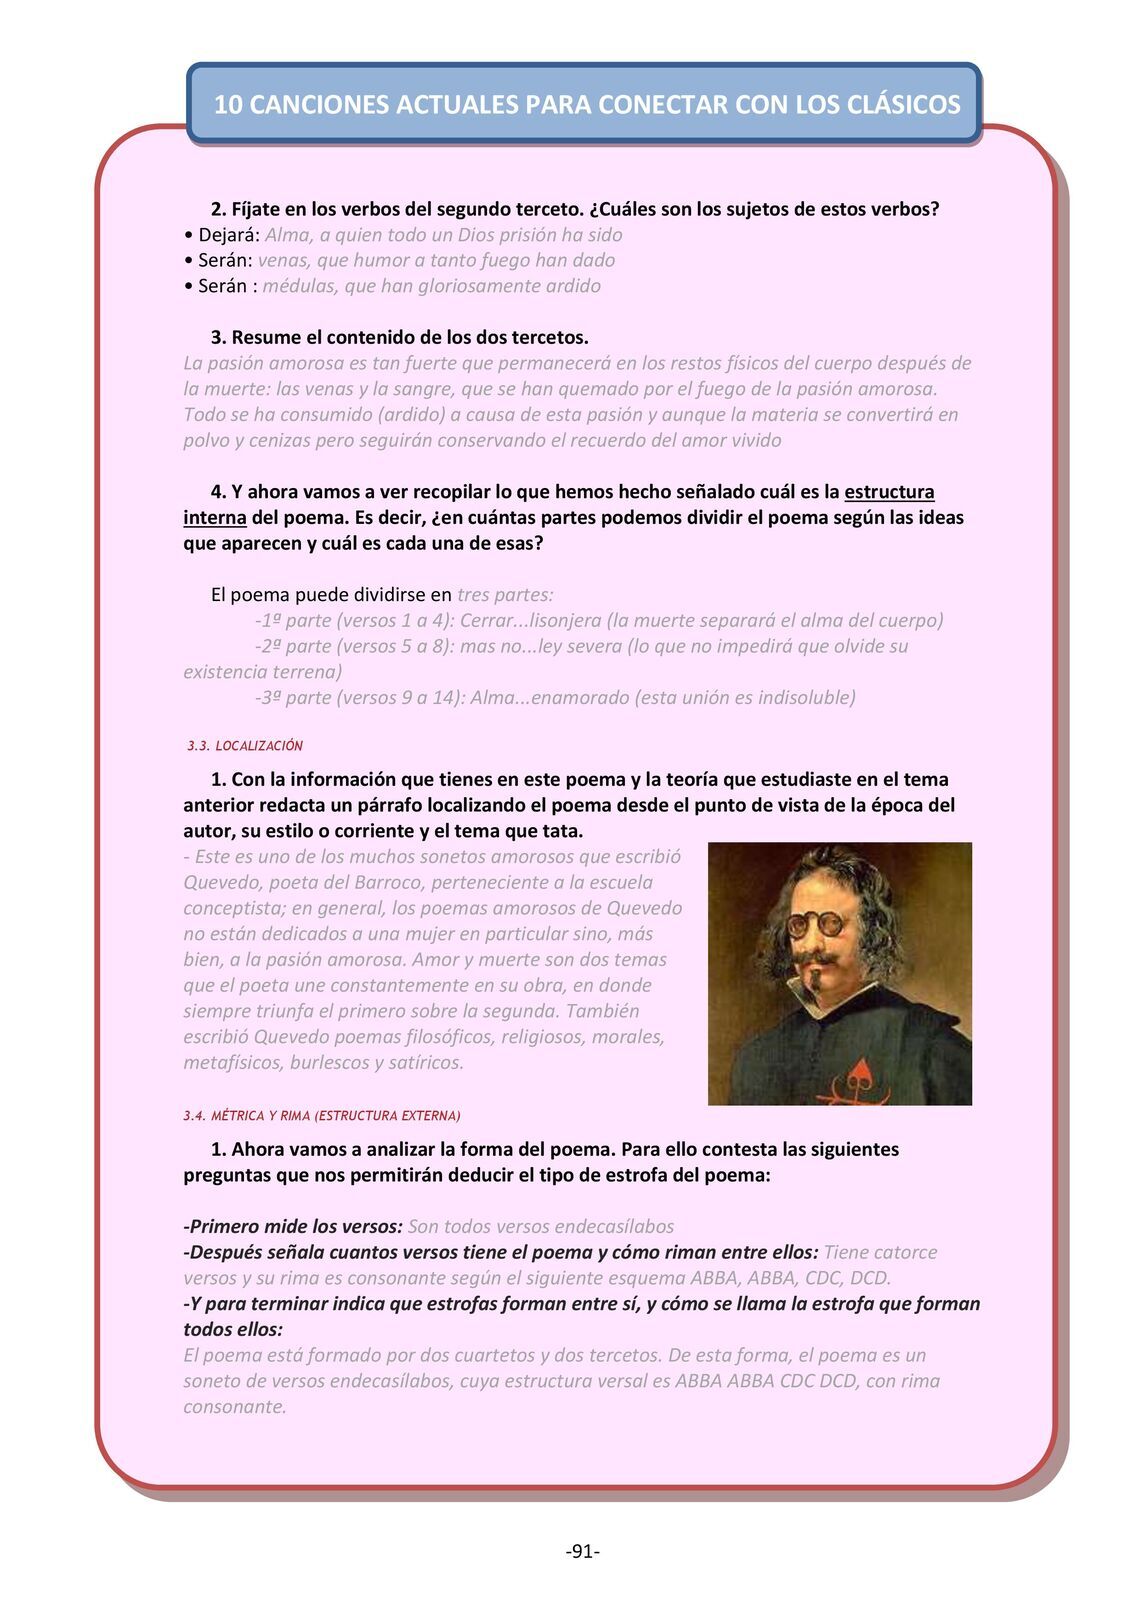 10 CANCIONES ACTUALES PARA CONECTAR CON LOS CLÁSICOS
2. Fíjate en los verbos del segundo terceto. ¿Cuáles son los sujetos de estos verbos?
• Dejará: Alma, a quien todo un Dios prisión ha sido
• Serán: venas, que humor a tanto fuego han dado
• Serán : médulas, que han gloriosamente ardido
3. Resume el contenido de los dos tercetos.
La pasión amorosa es tan fuerte que permanecerá en los restos físicos del cuerpo después de
la muerte: las venas y la sangre, que se han quemado por el fuego de la pasión amorosa.
Todo se ha consumido (ardido) a causa de esta pasión y aunque la materia se convertirá en
polvo y cenizas pero seguirán conservando el recuerdo del amor vivido
4. Y ahora vamos a ver recopilar lo que hemos hecho señalado cuál es la estructura
interna del poema. Es decir, ¿en cuántas partes podemos dividir el poema según las ideas
que aparecen y cuál es cada una de esas?
El poema puede dividirse en tres partes:
-1ª parte (versos 1 a 4): Cerrar...lisonjera (la muerte separará el alma del cuerpo)
-2ª parte (versos 5 a 8): mas no...ley severa (lo que no impedirá que olvide su
existencia terrena)
-3ª parte (versos 9 a 14): Alma...enamorado (esta unión es indisoluble)
3.3. LOCALIZACIÓN
1. Con la información que tienes en este poema y la teoría que estudiaste en el tema
anterior redacta un párrafo localizando el poema desde el punto de vista de la época del
autor, su estilo o corriente y el tema que tata.
- Este es uno de los muchos sonetos amorosos que escribió
Quevedo, poeta del Barroco, perteneciente a la escuela
conceptista; en general, los poemas amorosos de Quevedo
no están dedicados a una mujer en particular sino, más
bien, a la pasión amorosa. Amor y muerte son dos temas
que el poeta une constantemente en su obra, en donde
siempre triunfa el primero sobre la segunda. También
escribió Quevedo poemas filosóficos, religiosos, morales,
metafísicos, burlescos y satíricos.
3.4. MÉTRICA Y RIMA (ESTRUCTURA EXTERNA)
1. Ahora vamos a analizar la forma del poema. Para ello contesta las siguientes
preguntas que nos permitirán deducir el tipo de estrofa del poema:
-Primero mide los versos: Son todos versos endecasílabos
-Después señala cuantos versos tiene el poema y cómo riman entre ellos: Tiene catorce
versos y su rima es consonante según el siguiente esquema ABBA, ABBA, CDC, DCD.
-Y para terminar indica que estrofas forman entre sí, y cómo se llama la estrofa que forman
todos ellos:
El poema está formado por dos cuartetos y dos tercetos. De esta forma, el poema es un
soneto de versos endecasílabos, cuya estructura versal es ABBA ABBA CDC DCD, con rima
consonante.
-91-